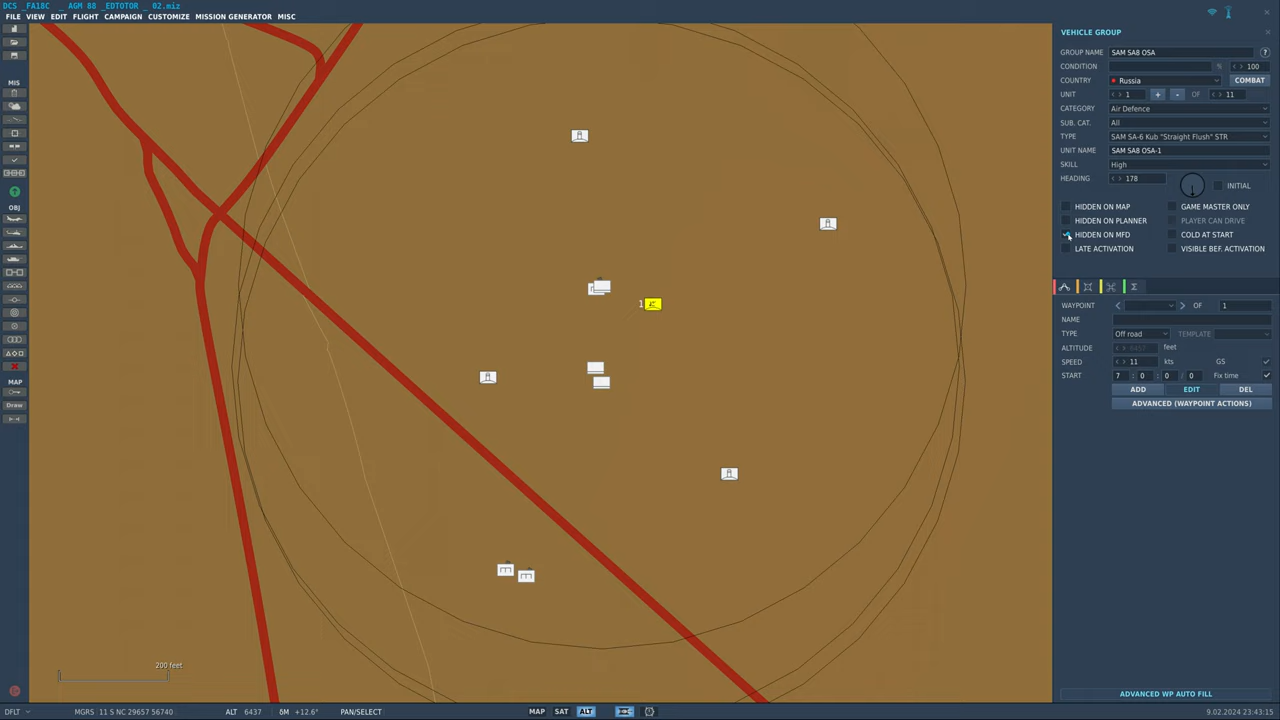 DCS _FA18C _ AGM 88 _EDTOTOR _ 02.miz
FILE VIEW EDIT FLIGHT CAMPAIGN CUSTOMIZE MISSION GENERATOR MISC
VEHICLE GROUP
GROUP NAME SAM SA8 OSA ?
CONDITION % 100
COUNTRY Russia COMBAT
UNIT 1 + - OF 11
CATEGORY Air Defence
SUB. CAT. All
TYPE SAM SA-6 Kub "Straight Flush" STR
UNIT NAME SAM SA8 OSA-1
SKILL High
HEADING 178 INITIAL
HIDDEN ON MAP GAME MASTER ONLY
HIDDEN ON PLANNER PLAYER CAN DRIVE
HIDDEN ON MFD COLD AT START
LATE ACTIVATION VISIBLE BEF. ACTIVATION
WAYPOINT OF 1
NAME
TYPE Off road TEMPLATE
ALTITUDE feet
SPEED 11 kts GS
START 7 : 0 : 0 / 0 Fix time
ADD EDIT DEL
ADVANCED (WAYPOINT ACTIONS)
ADVANCED WP AUTO FILL
MIS
OBJ
MAP
Draw
1
200 feet
DFLT MGRS 11 S NC 29657 56740 ALT 6437 δM +12.6° PAN/SELECT MAP SAT ALT 9.02.2024 23:43:15